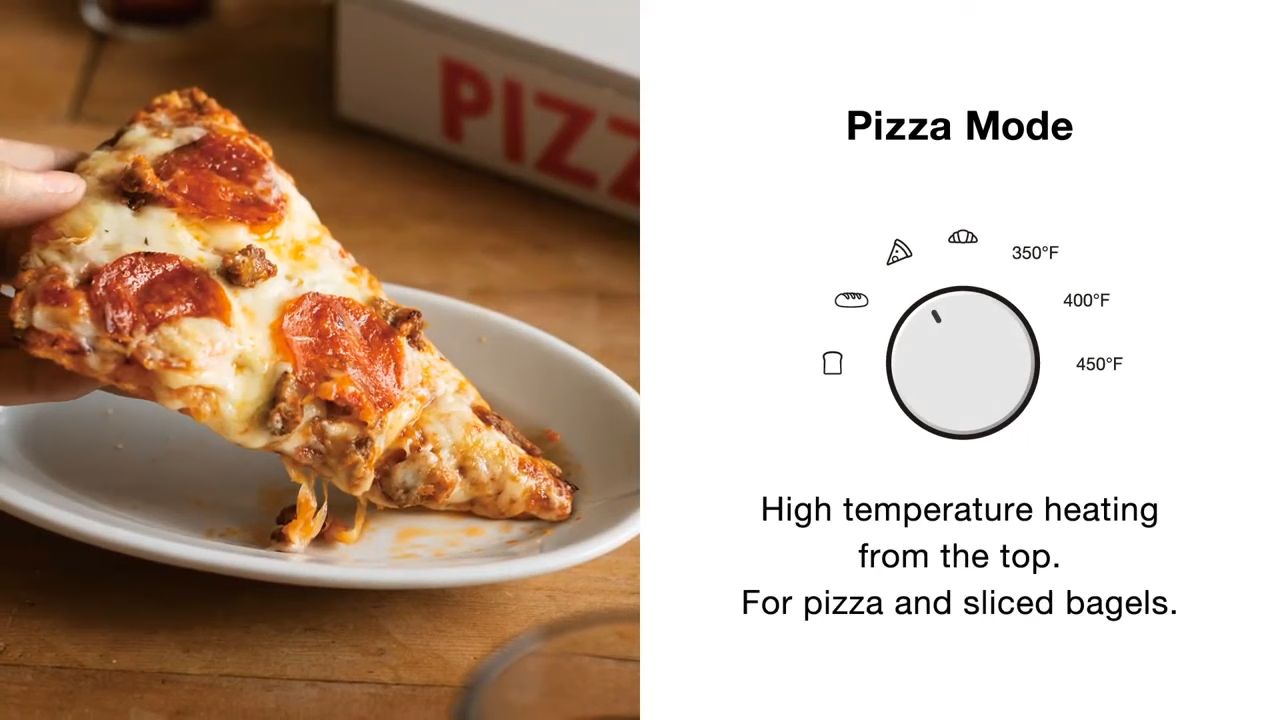 PIZZ
Pizza Mode
350°F
400°F
450°F
High temperature heating
from the top.
For pizza and sliced bagels.